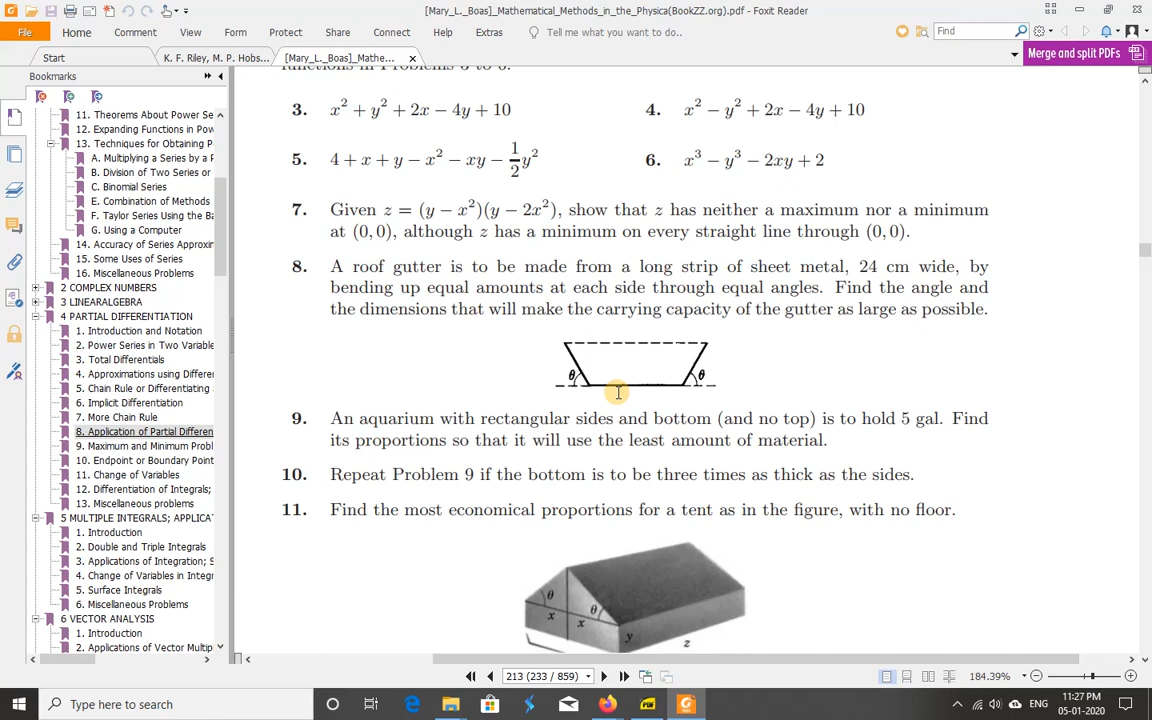 [Mary_L._Boas]_Mathematical_Methods_in_the_Physica(BookZZ.org).pdf - Foxit Reader
File Home Comment View Form Protect Share Connect Help Extras Tell me what you want to do.. Find
Start K. F. Riley, M. P. Hobs... [Mary_L._Boas]_Mathem... Merge and split PDFs
Bookmarks
11. Theorems About Power Se
12. Expanding Functions in Pow
13. Techniques for Obtaining P
A. Multiplying a Series by a P
B. Division of Two Series or
C. Binomial Series
E. Combination of Methods
F. Taylor Series Using the Ba
G. Using a Computer
14. Accuracy of Series Approxi
15. Some Uses of Series
16. Miscellaneous Problems
2 COMPLEX NUMBERS
3 LINEARALGEBRA
4 PARTIAL DIFFERENTIATION
1. Introduction and Notation
2. Power Series in Two Variab
3. Total Differentials
4. Approximations using Differe
5. Chain Rule or Differentiating
6. Implicit Differentiation
7. More Chain Rule
8. Application of Partial Differen
9. Maximum and Minimum Probl
10. Endpoint or Boundary Point
11. Change of Variables
12. Differentiation of Integrals;
13. Miscellaneous problems
5 MULTIPLE INTEGRALS; APPLICAT
1. Introduction
2. Double and Triple Integrals
3. Applications of Integration; S
4. Change of Variables in Integr
5. Surface Integrals
6. Miscellaneous Problems
6 VECTOR ANALYSIS
1. Introduction
2. Applications of Vector Multip
functions in Problems 3 to 6.
3. x² + y² + 2x − 4y + 10 4. x² − y² + 2x − 4y + 10
5. 4 + x + y − x² − xy − 1/2 y² 6. x³ − y³ − 2xy + 2
7. Given z = (y − x²)(y − 2x²), show that z has neither a maximum nor a minimum
at (0, 0), although z has a minimum on every straight line through (0, 0).
8. A roof gutter is to be made from a long strip of sheet metal, 24 cm wide, by
bending up equal amounts at each side through equal angles. Find the angle and
the dimensions that will make the carrying capacity of the gutter as large as possible.
θ θ
9. An aquarium with rectangular sides and bottom (and no top) is to hold 5 gal. Find
its proportions so that it will use the least amount of material.
10. Repeat Problem 9 if the bottom is to be three times as thick as the sides.
11. Find the most economical proportions for a tent as in the figure, with no floor.
θ θ
x x y z
213 (233 / 859) 184.39%
Type here to search
ENG
11:27 PM
05-01-2020